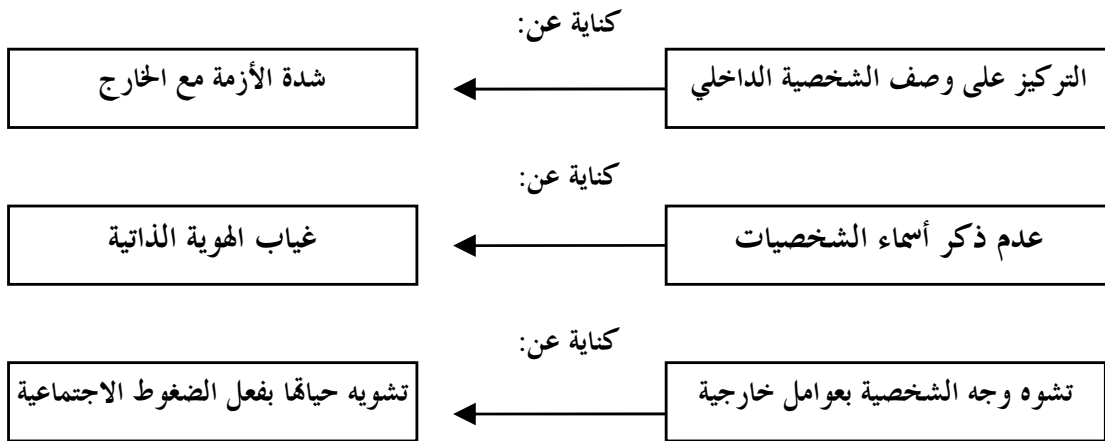 كناية عن:
التركيز على وصف الشخصية الداخلي
شدة الأزمة مع الخارج
كناية عن:
عدم ذكر أسماء الشخصيات
غياب الهوية الذاتية
كناية عن:
تشوه وجه الشخصية بعوامل خارجية
تشويه حياتها بفعل الضغوط الاجتماعية